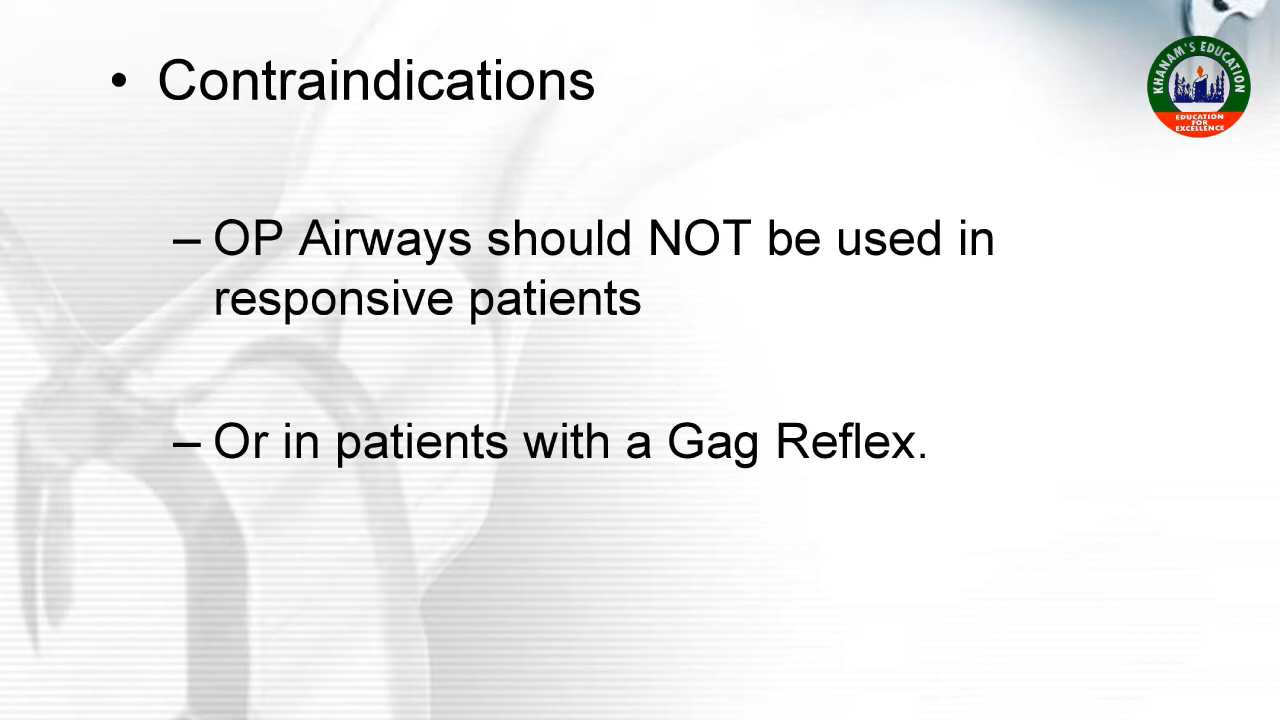 • Contraindications
KHANAM'S EDUCATION
EDUCATION
FOR
EXCELLENCE
– OP Airways should NOT be used in
responsive patients
– Or in patients with a Gag Reflex.